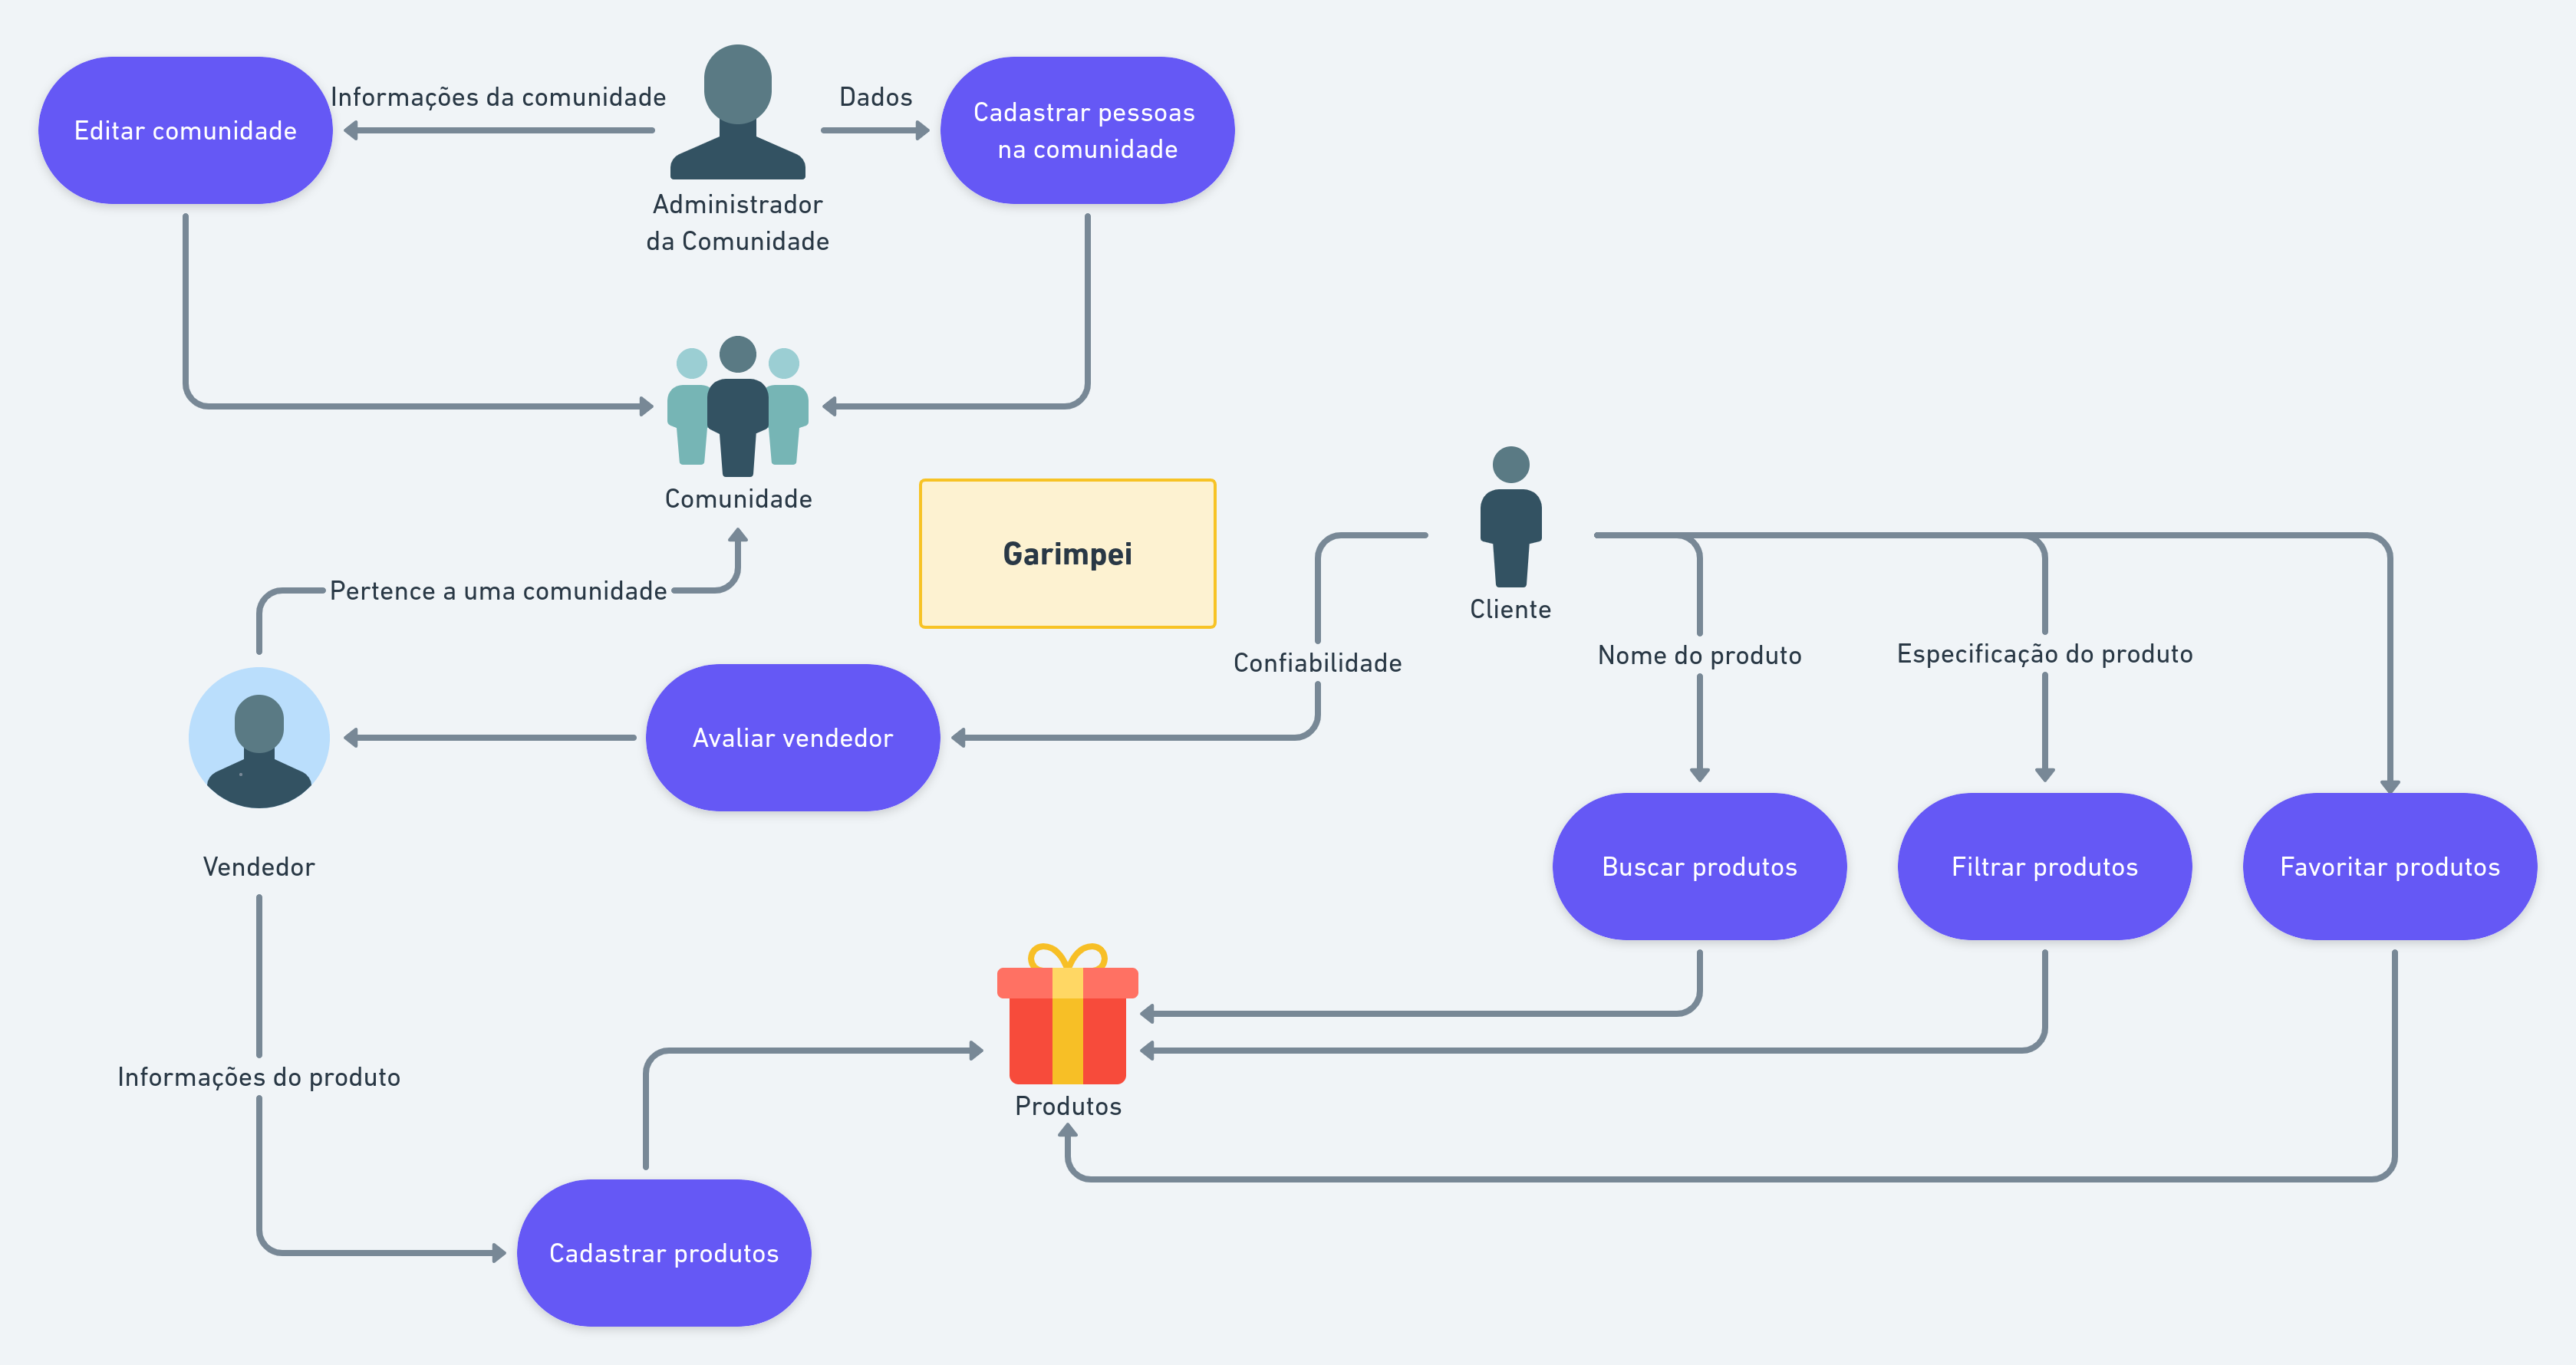 Informações da comunidade
Dados
Editar comunidade
Cadastrar pessoas
na comunidade
Administrador
da Comunidade
Comunidade
Garimpei
Pertence a uma comunidade
Cliente
Confiabilidade
Nome do produto
Especificação do produto
Avaliar vendedor
Vendedor
Buscar produtos
Filtrar produtos
Favoritar produtos
Informações do produto
Produtos
Cadastrar produtos